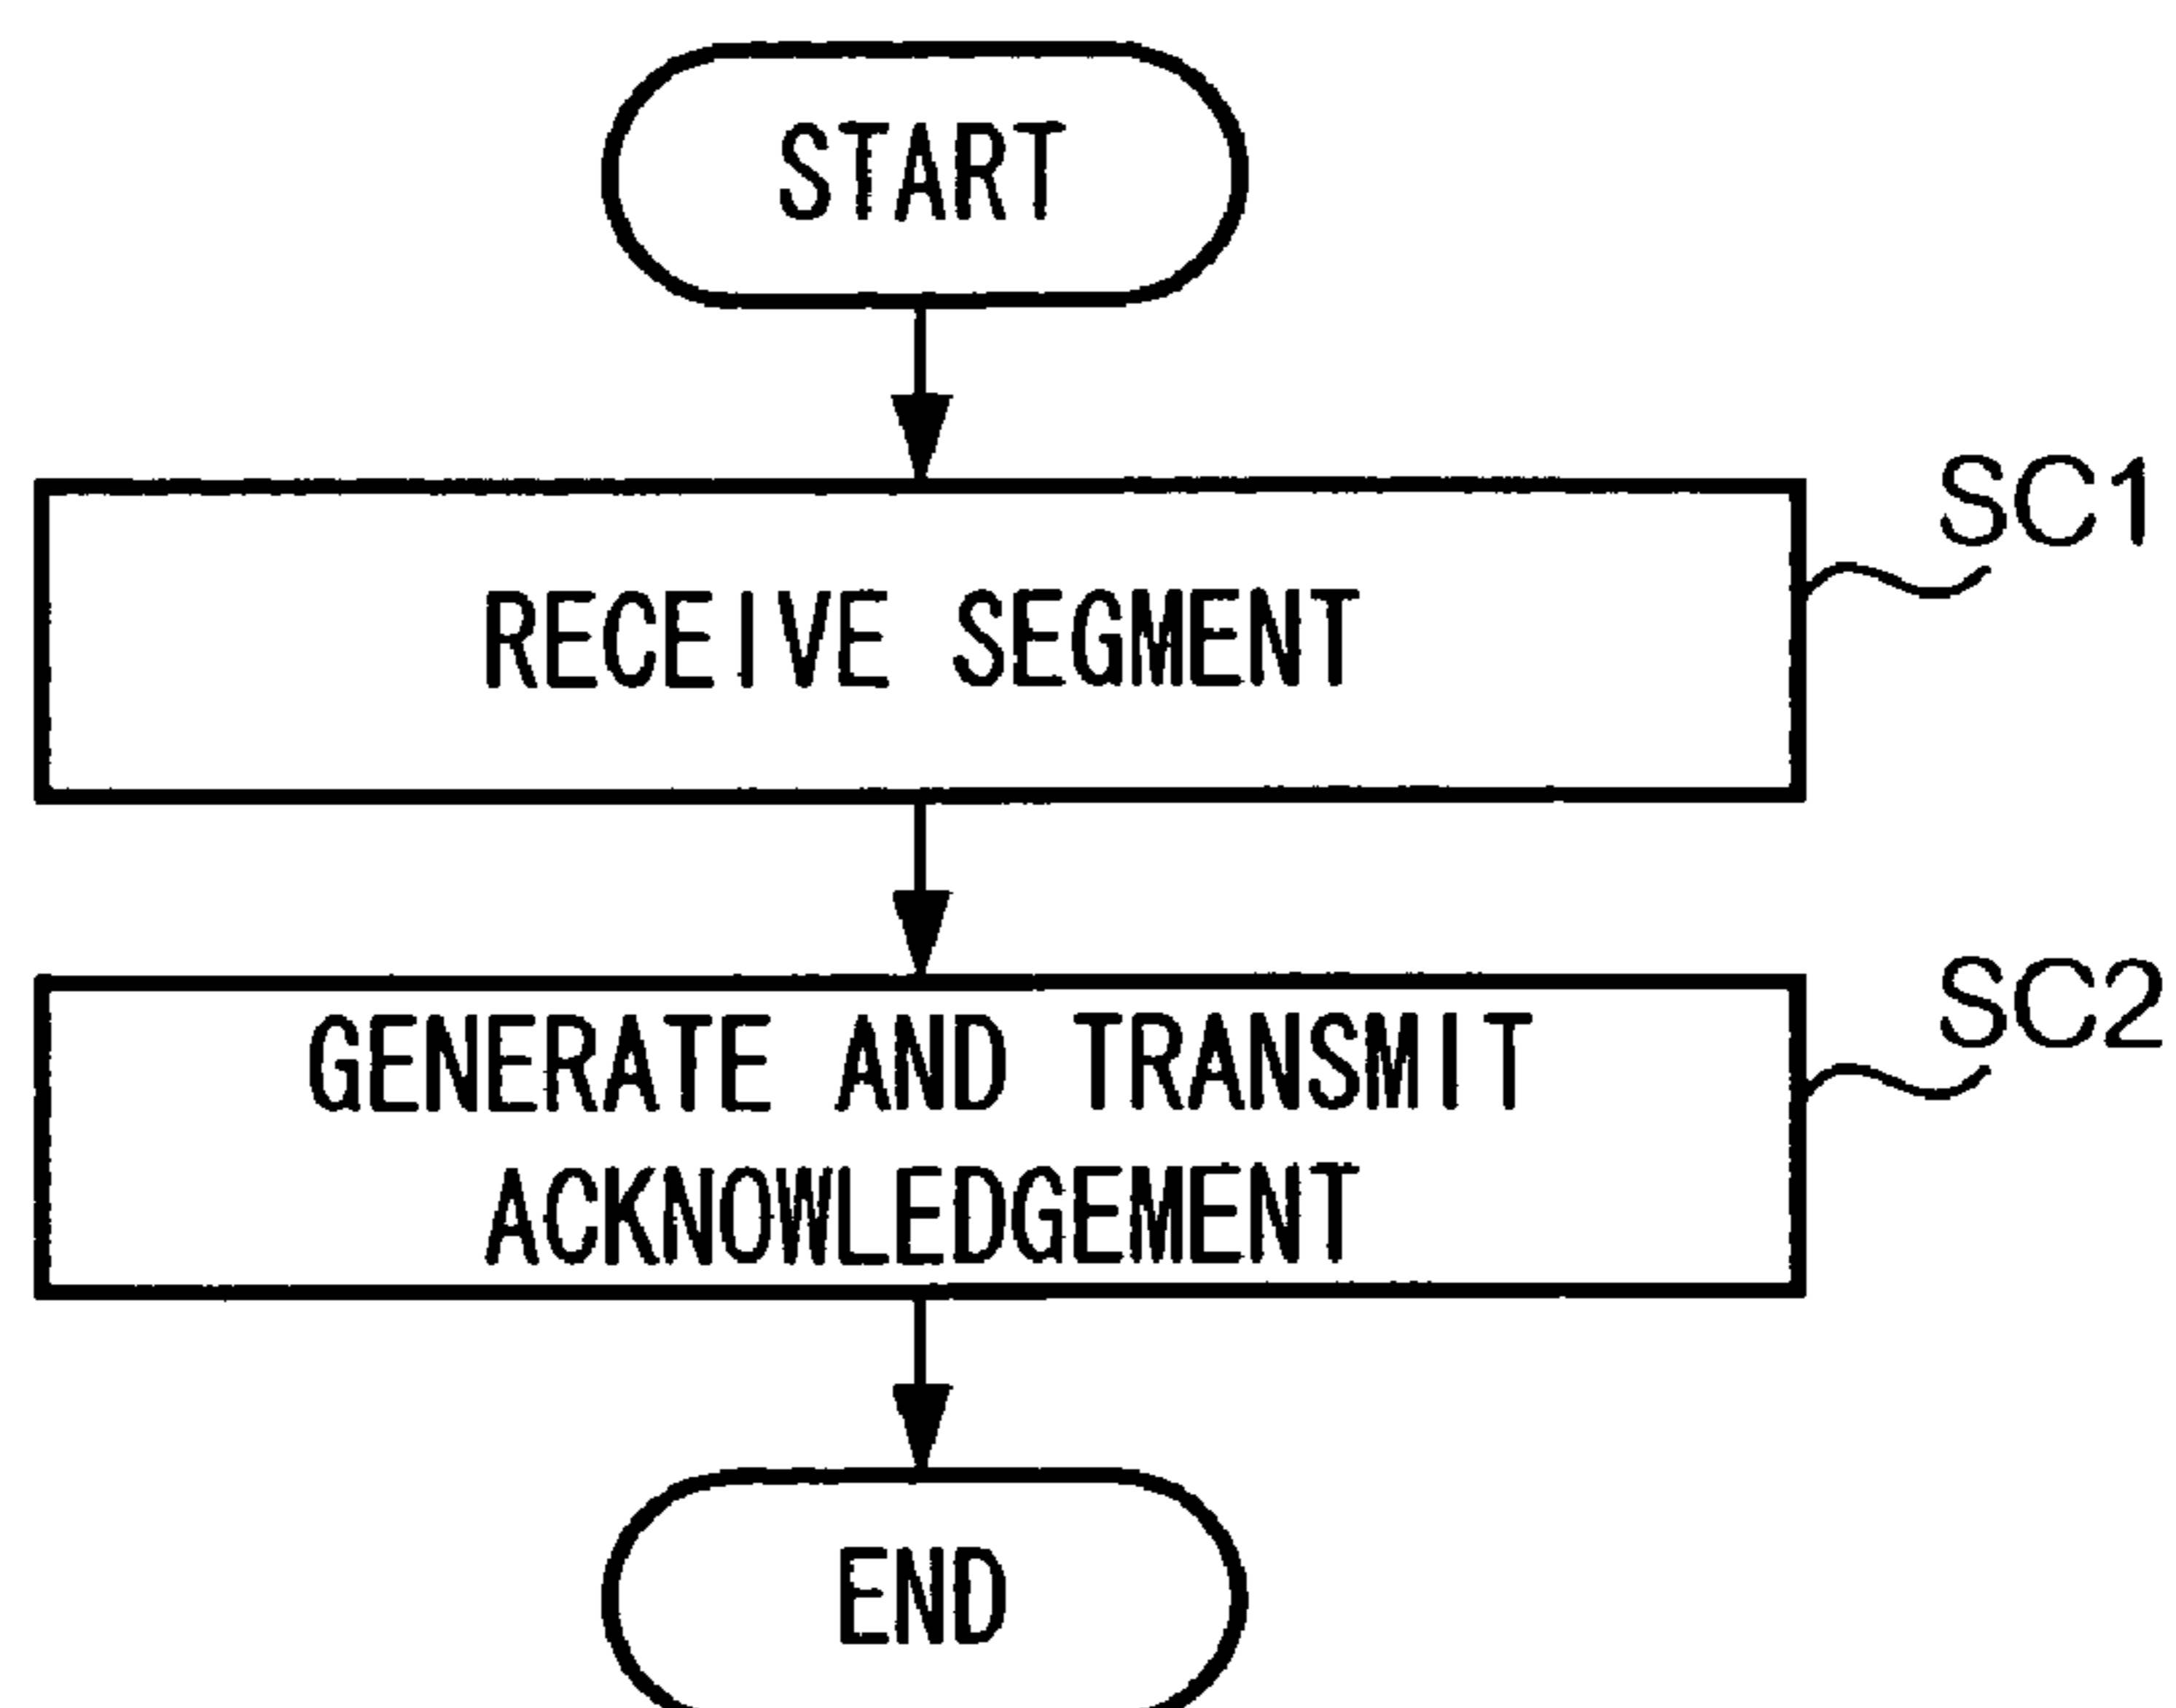 START
SC1
RECEIVE SEGMENT
SC2
GENERATE AND TRANSMIT
ACKNOWLEDGEMENT
END